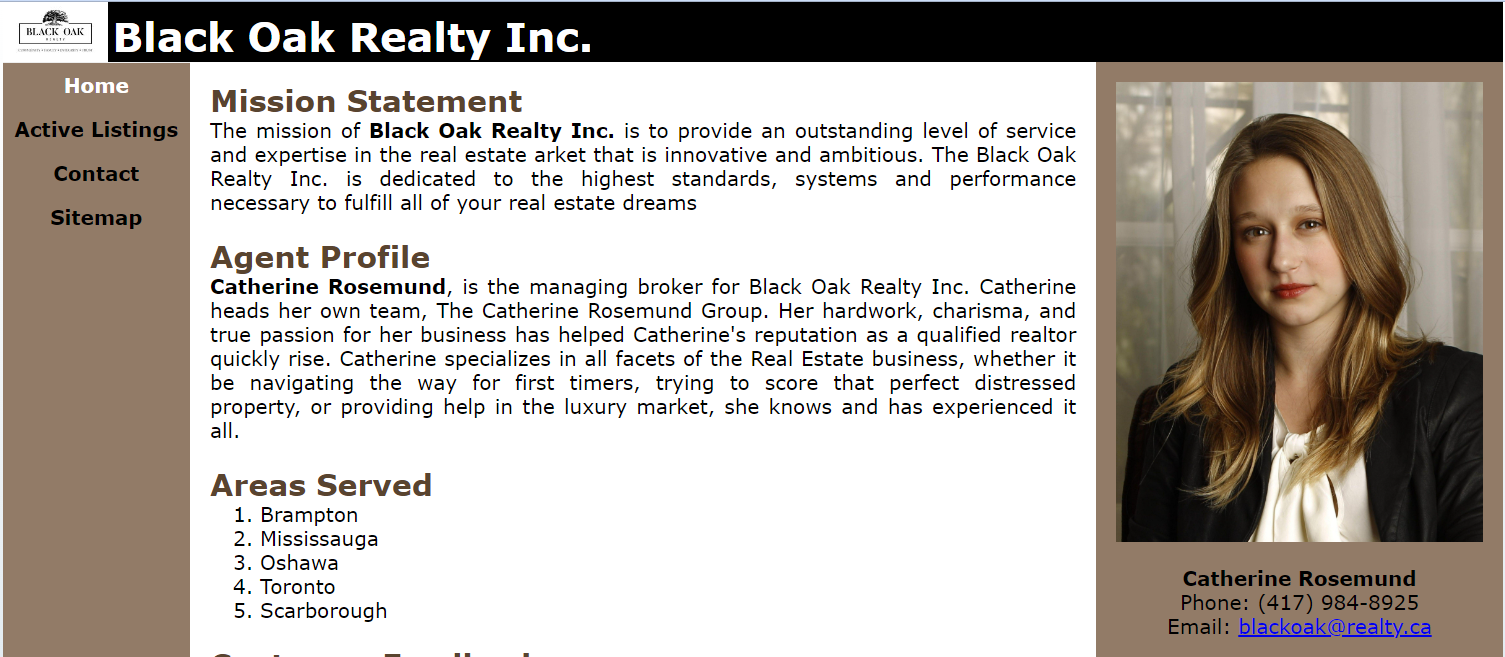 BLACK OAK
REALTY
Black Oak Realty Inc.
Home
Active Listings
Contact
Sitemap
Mission Statement
The mission of Black Oak Realty Inc. is to provide an outstanding level of service
and expertise in the real estate arket that is innovative and ambitious. The Black Oak
Realty Inc. is dedicated to the highest standards, systems and performance
necessary to fulfill all of your real estate dreams
Agent Profile
Catherine Rosemund, is the managing broker for Black Oak Realty Inc. Catherine
heads her own team, The Catherine Rosemund Group. Her hardwork, charisma, and
true passion for her business has helped Catherine's reputation as a qualified realtor
quickly rise. Catherine specializes in all facets of the Real Estate business, whether it
be navigating the way for first timers, trying to score that perfect distressed
property, or providing help in the luxury market, she knows and has experienced it
all.
Areas Served
1. Brampton
2. Mississauga
3. Oshawa
4. Toronto
5. Scarborough
Catherine Rosemund
Phone: (417) 984-8925
Email: blackoak@realty.ca